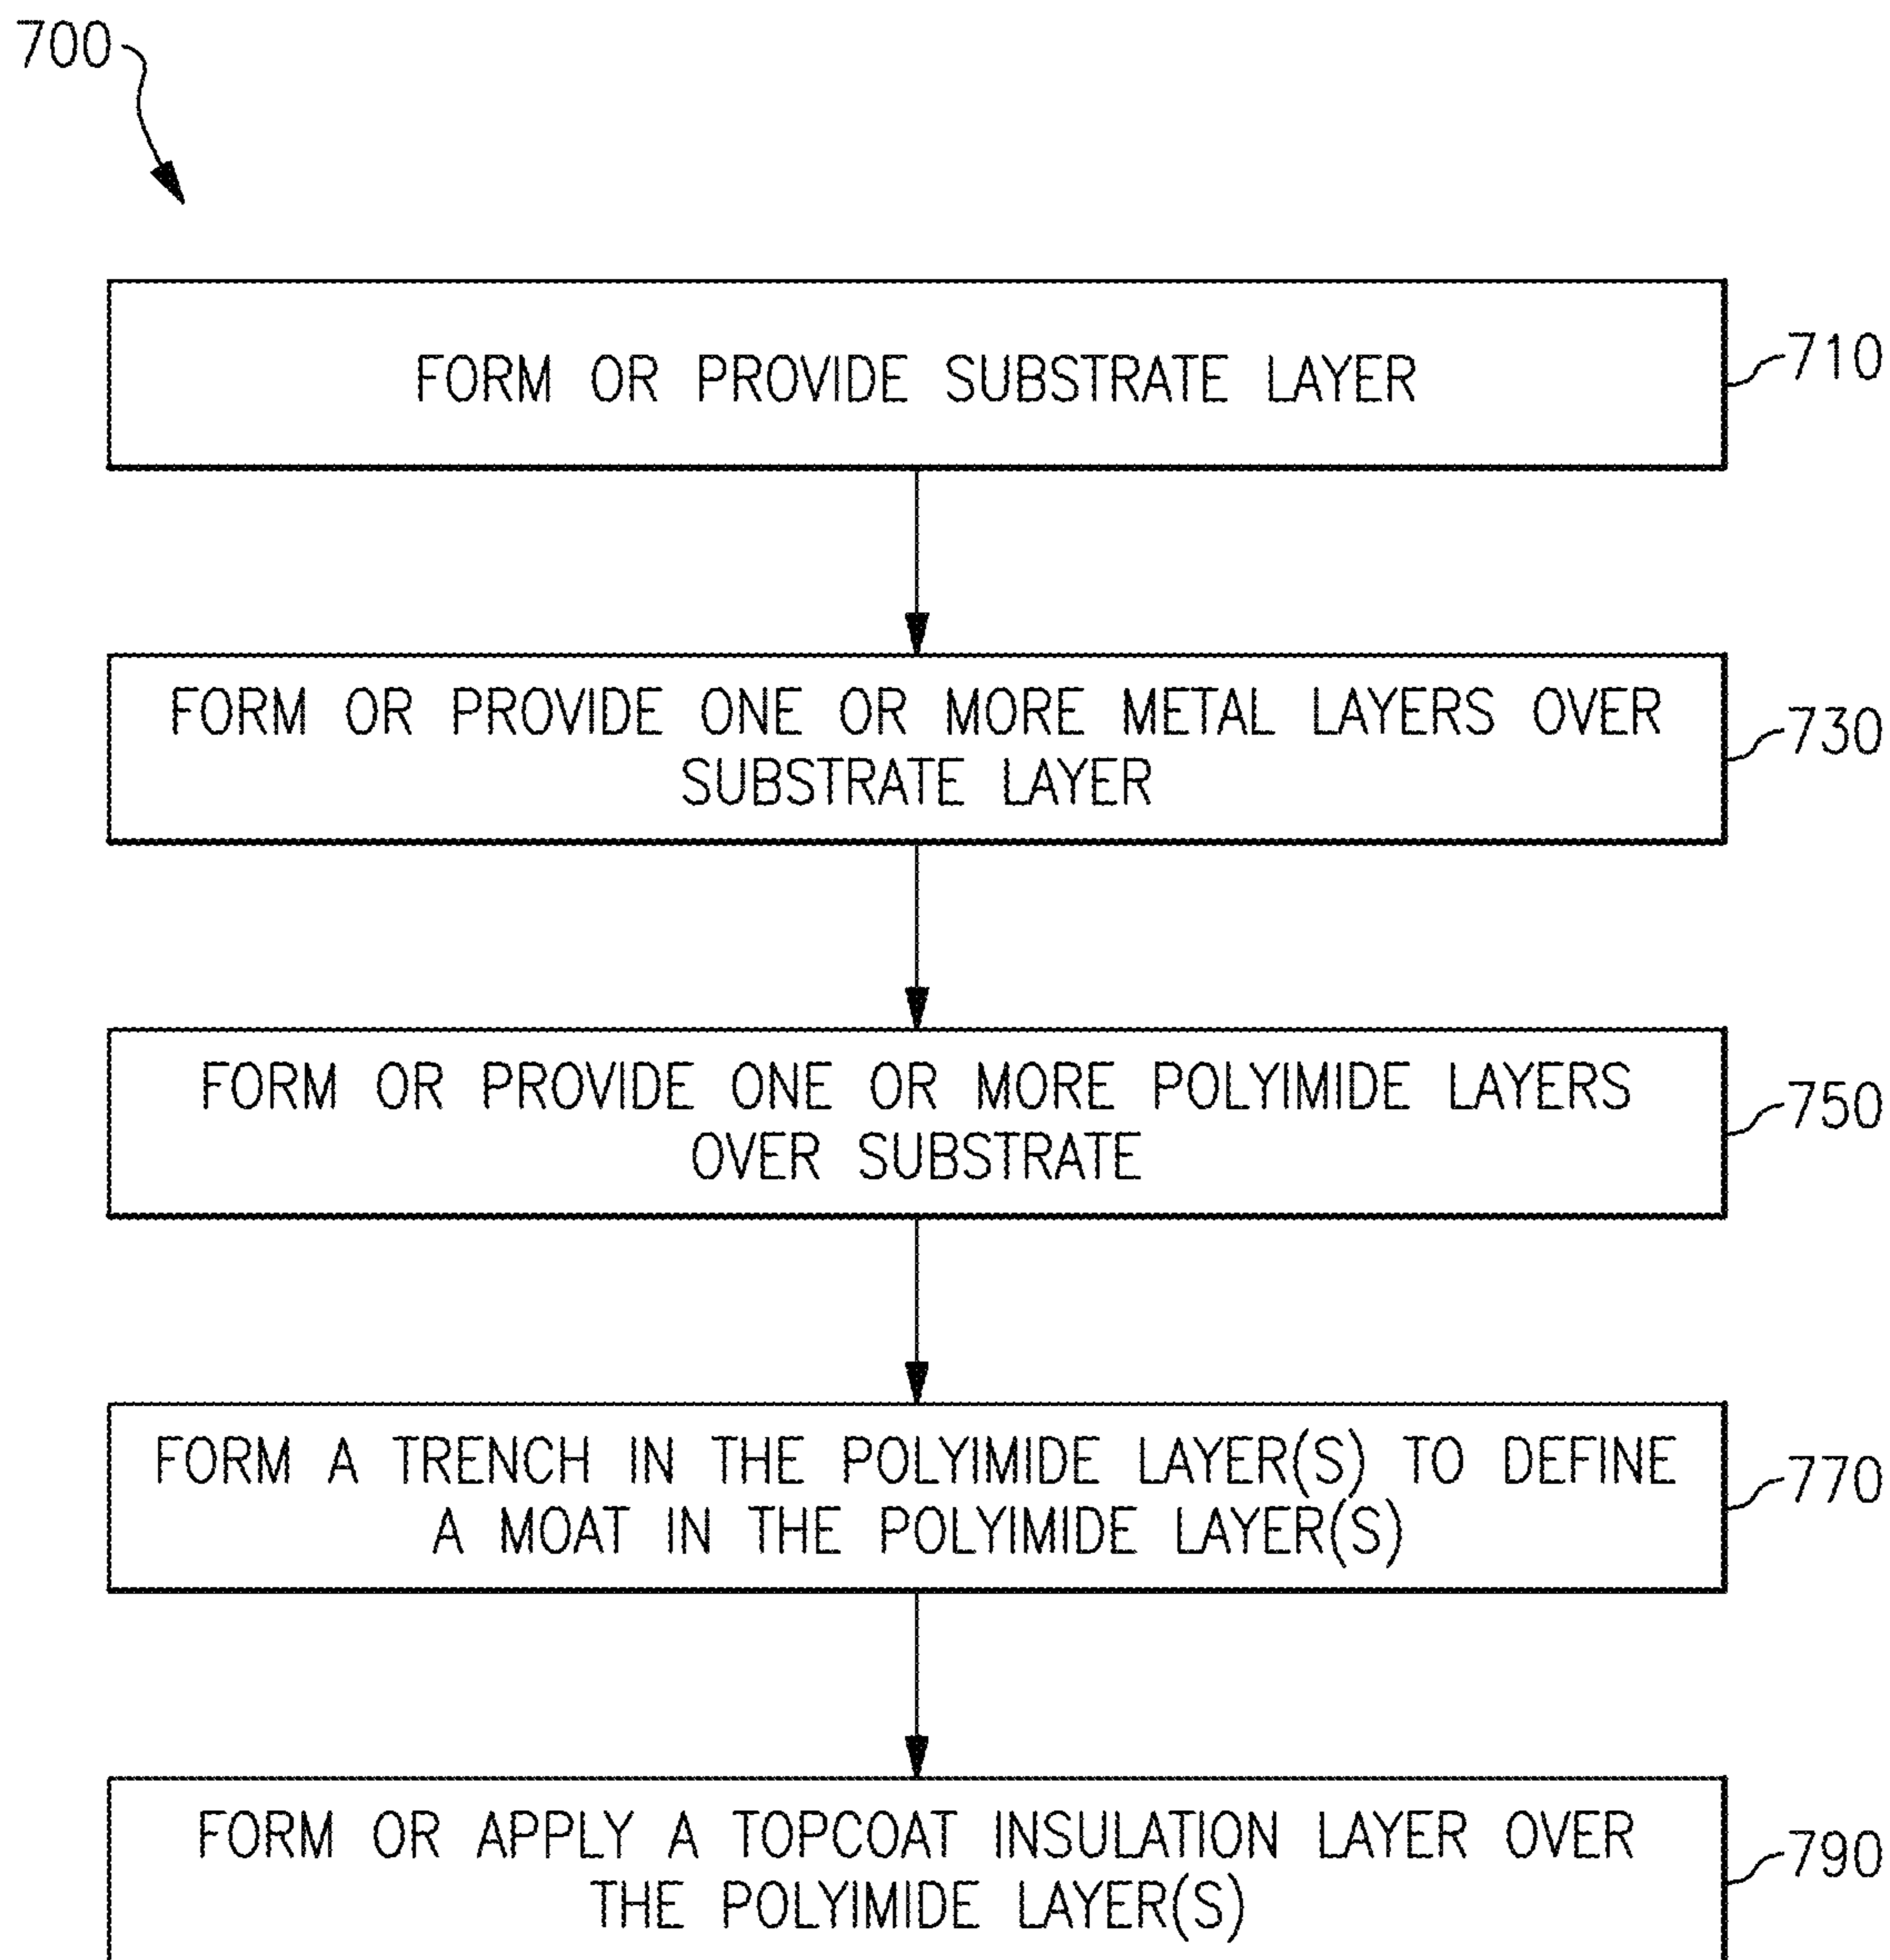 700
FORM OR PROVIDE SUBSTRATE LAYER
710
FORM OR PROVIDE ONE OR MORE METAL LAYERS OVER
SUBSTRATE LAYER
730
FORM OR PROVIDE ONE OR MORE POLYIMIDE LAYERS
OVER SUBSTRATE
750
FORM A TRENCH IN THE POLYIMIDE LAYER(S) TO DEFINE
A MOAT IN THE POLYIMIDE LAYER(S)
770
FORM OR APPLY A TOPCOAT INSULATION LAYER OVER
THE POLYIMIDE LAYER(S)
790